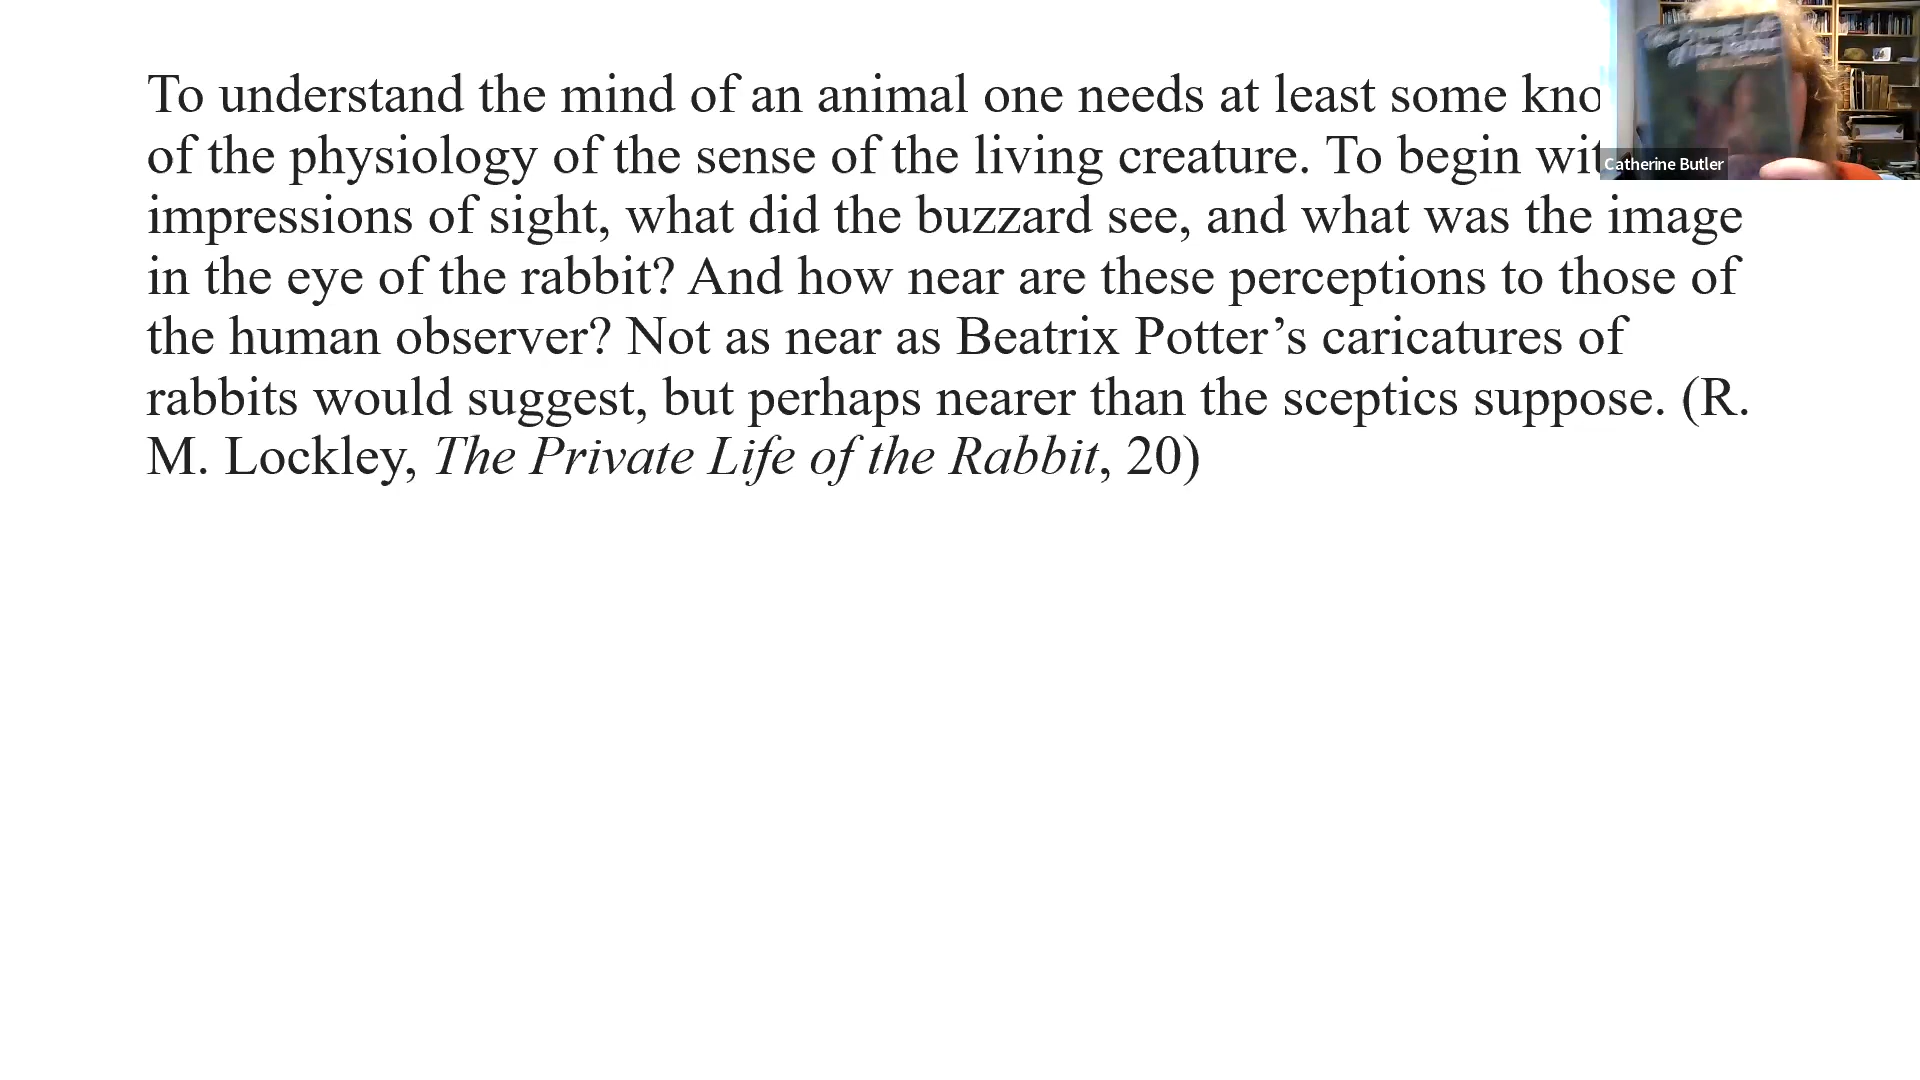 To understand the mind of an animal one needs at least some kno
of the physiology of the sense of the living creature. To begin wit
impressions of sight, what did the buzzard see, and what was the image
in the eye of the rabbit? And how near are these perceptions to those of
the human observer? Not as near as Beatrix Potter’s caricatures of
rabbits would suggest, but perhaps nearer than the sceptics suppose. (R.
M. Lockley, The Private Life of the Rabbit, 20)
Catherine Butler